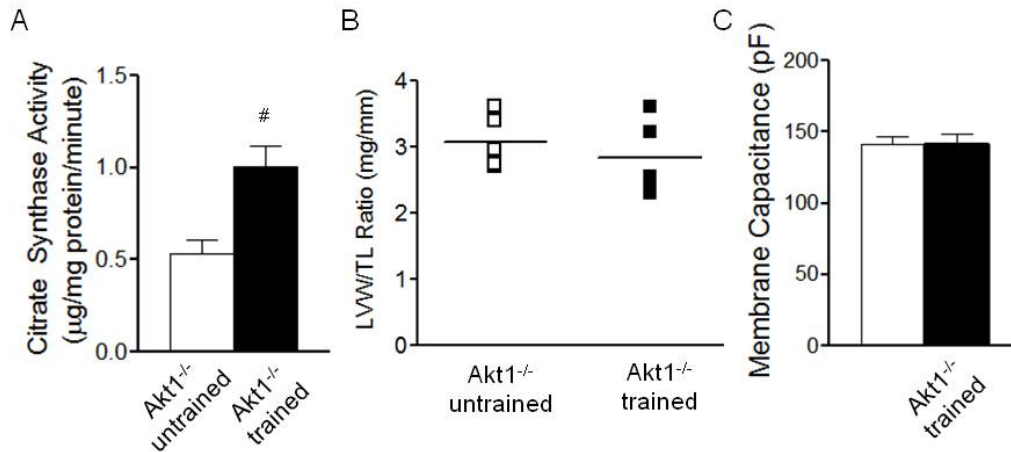 A
Citrate Synthase Activity
(µg/mg protein/minute)
1.5
1.0
0.5
0.0
#
Akt1-/-
untrained
Akt1-/-
trained
B
LVW/TL Ratio (mg/mm)
4
3
2
1
0
Akt1-/-
untrained
Akt1-/-
trained
C
Membrane Capacitance (pF)
200
150
100
50
0
Akt1-/-
trained